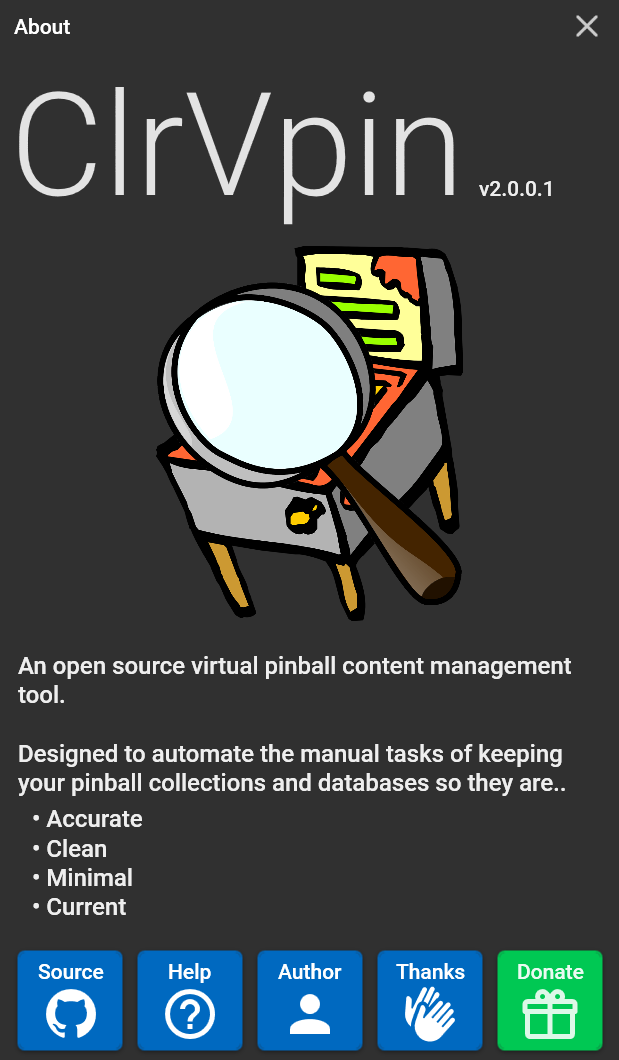 About
ClrVpin v2.0.0.1
An open source virtual pinball content management
tool.
Designed to automate the manual tasks of keeping
your pinball collections and databases so they are..
• Accurate
• Clean
• Minimal
• Current
Source Help Author Thanks Donate